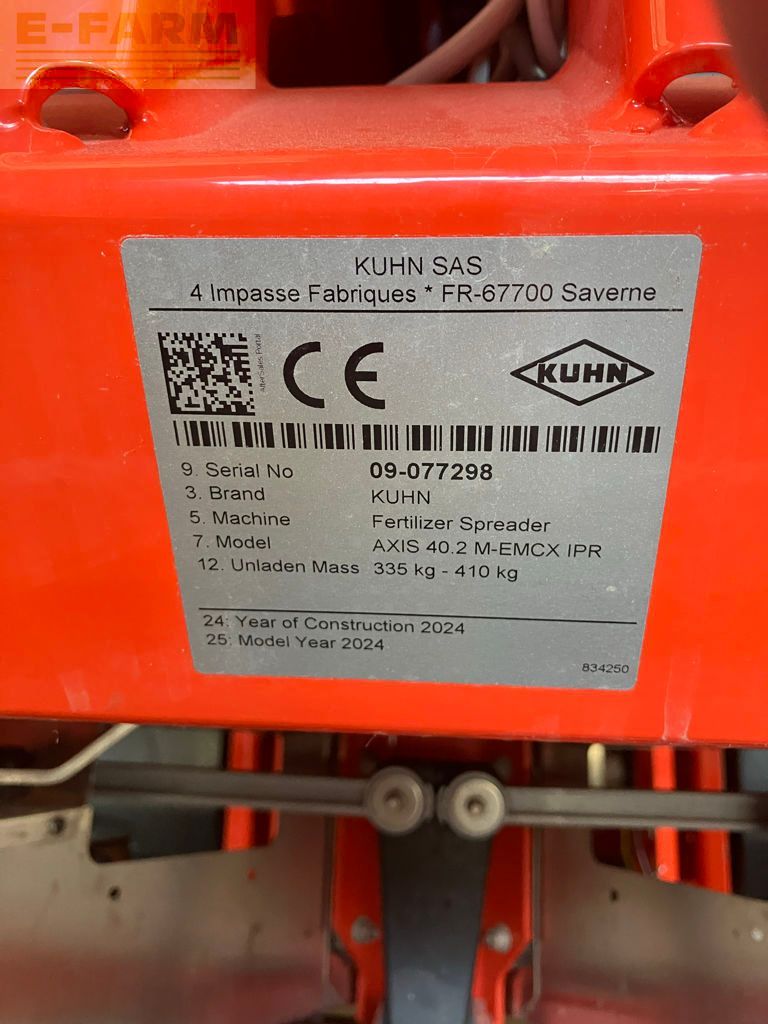 E-FARM
KUHN SAS
4 Impasse Fabriques * FR-67700 Saverne
AfterSales Portal
CE
KUHN
9. Serial No 09-077298
3. Brand KUHN
5. Machine Fertilizer Spreader
7. Model AXIS 40.2 M-EMCX IPR
12. Unladen Mass 335 kg - 410 kg
24: Year of Construction 2024
25: Model Year 2024
834250